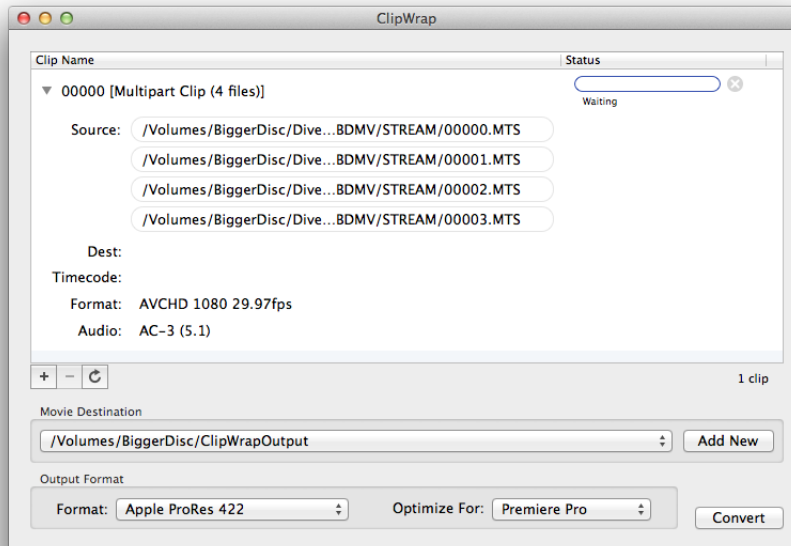 ClipWrap
Clip Name Status
00000 [Multipart Clip (4 files)]
Waiting
Source: /Volumes/BiggerDisc/Dive...BDMV/STREAM/00000.MTS
/Volumes/BiggerDisc/Dive...BDMV/STREAM/00001.MTS
/Volumes/BiggerDisc/Dive...BDMV/STREAM/00002.MTS
/Volumes/BiggerDisc/Dive...BDMV/STREAM/00003.MTS
Dest:
Timecode:
Format: AVCHD 1080 29.97fps
Audio: AC-3 (5.1)
1 clip
Movie Destination
/Volumes/BiggerDisc/ClipWrapOutput Add New
Output Format
Format: Apple ProRes 422 Optimize For: Premiere Pro
Convert